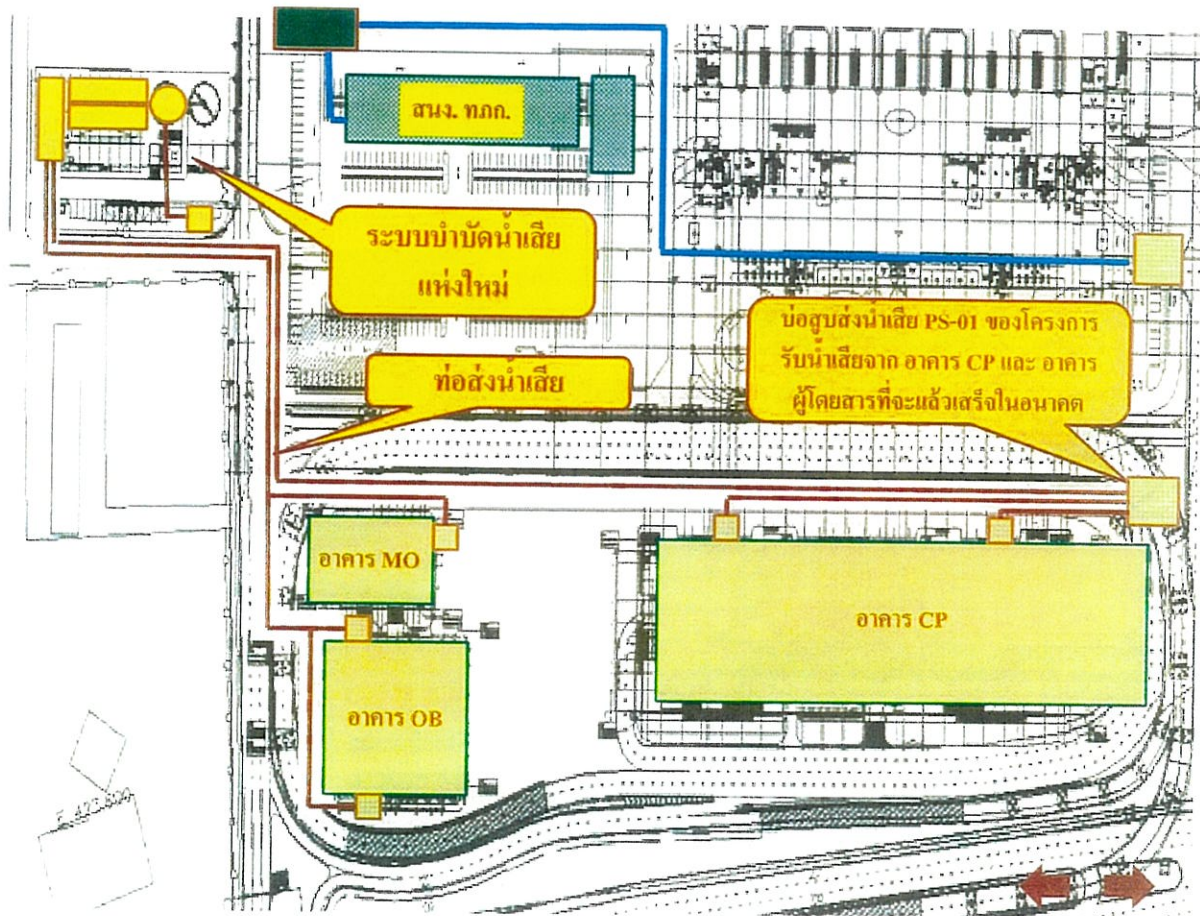 สนง. ทภก.
ระบบบำบัดน้ำเสีย
แห่งใหม่
บ่อสูบส่งน้ำเสีย PS-01 ของโครงการ
รับน้ำเสียจาก อาคาร CP และ อาคาร
ผู้โดยสารที่จะแล้วเสร็จในอนาคต
ท่อส่งน้ำเสีย
อาคาร MO
อาคาร CP
อาคาร OB